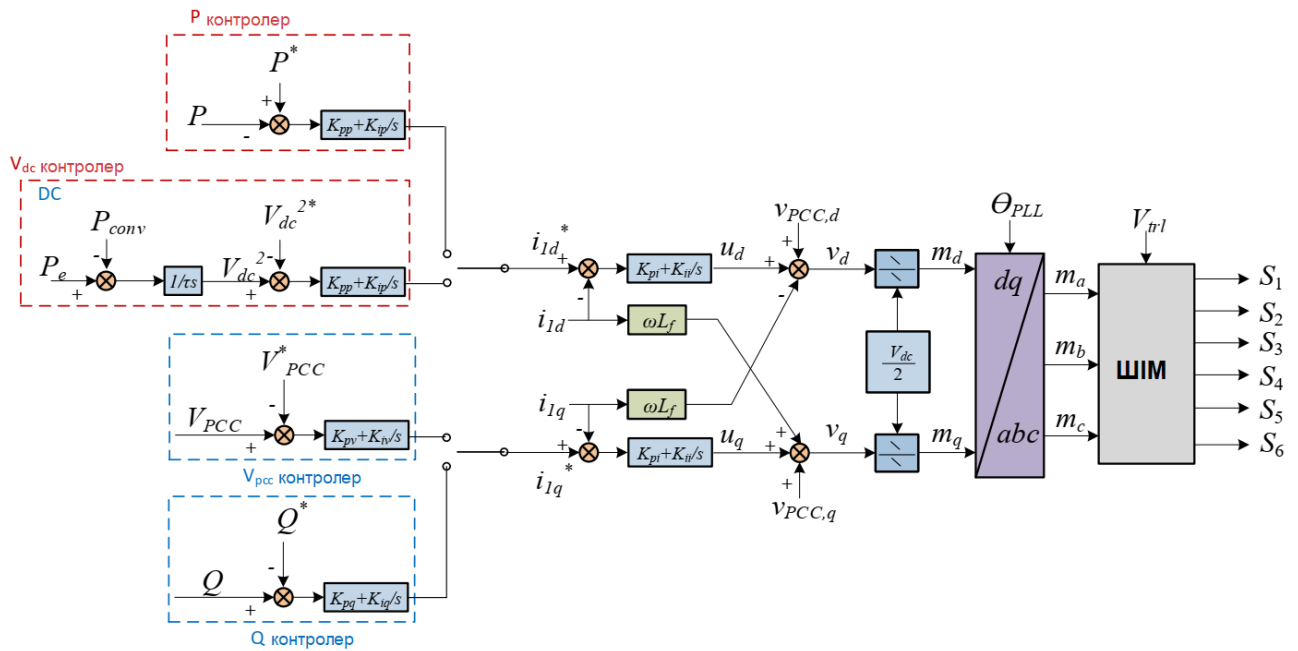 P контролер
P*
+
P
-
Kpp+Kip/s
Vdc контролер
DC
Pconv
-
Pe
+
1/τs
Vdc2
Vdc2*
-
+
Kpp+Kip/s
V*PCC
-
VPCC
+
Kpv+Kiv/s
Vpcc контролер
Q*
-
Q
+
Kpq+Kiq/s
Q контролер
i1d*
+
-
i1d
Kpi+Kii/s
ud
ωLf
i1q
-
+
i1q*
ωLf
Kpi+Kii/s
uq
vPCC,d
+
+
-
vd
+
+
+
vPCC,q
vq
md
Vdc
2
mq
ΘPLL
dq
abc
ma
mb
mc
Vtrl
ШІМ
S1
S2
S3
S4
S5
S6